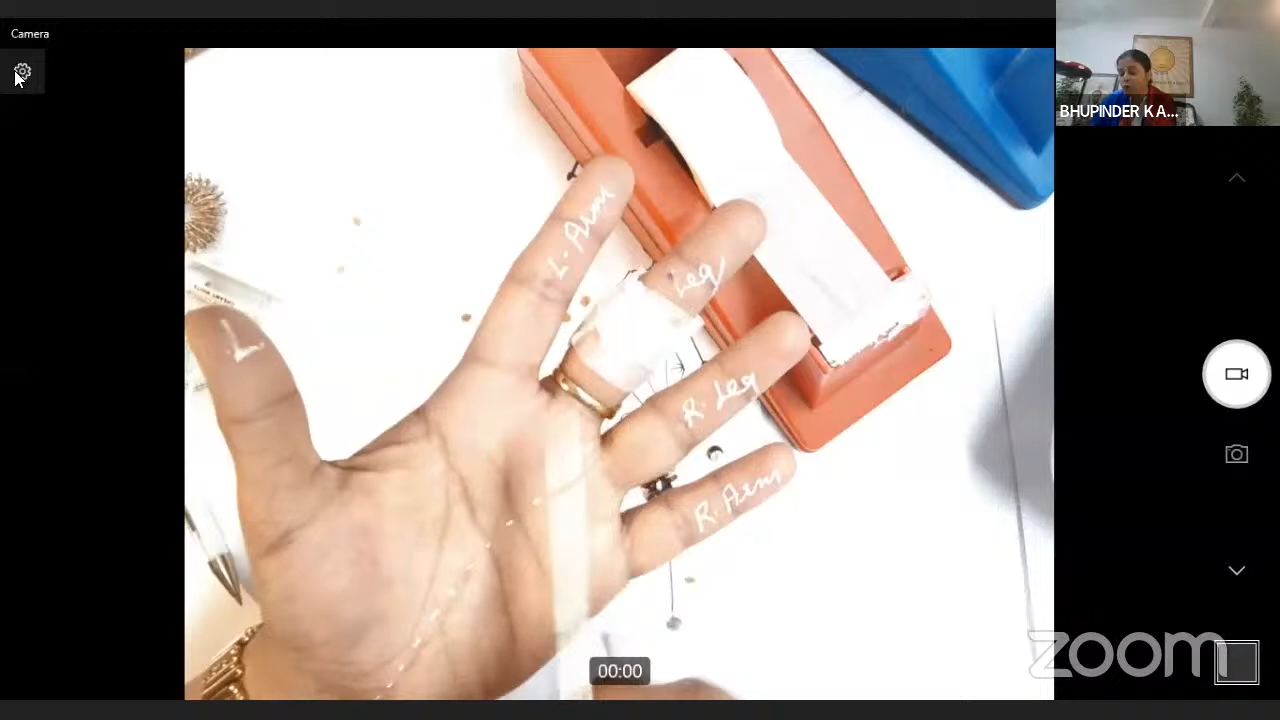 Camera
BHUPINDER K A...
L. Arm
Leg
R. Leg
R. Arm
00:00
zoom